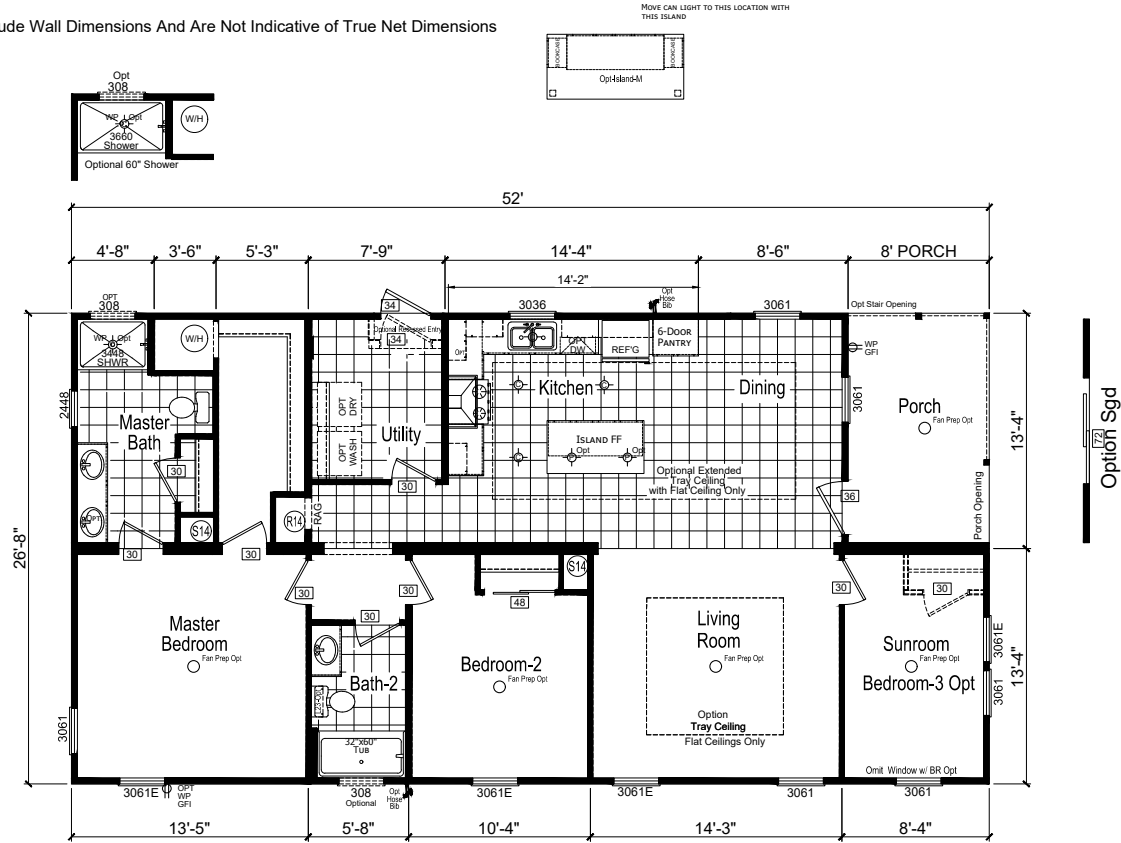 MOVE CAN LIGHT TO THIS LOCATION WITH
THIS ISLAND
ude Wall Dimensions And Are Not Indicative of True Net Dimensions
BOOKCASE
BOOKCASE
Opt-Island-M
Opt
308
WP Opt
3660
Shower
W/H
Optional 60" Shower
52'
4'-8"
3'-6"
5'-3"
7'-9"
14'-4"
8'-6"
8' PORCH
14'-2"
OPT
308
34
3036
Opt
Hose
Bib
3061
Opt Stair Opening
WP Opt
3448
SHWR
W/H
Optional Recessed Entry
34
OPT
OPT
DW
REF'G
6-DOOR
PANTRY
WP
GFI
2448
Master
Bath
OPT
DRY
OPT
WASH
Utility
Kitchen
Dining
3061
Porch
Fan Prep Opt
13'-4"
72
Option Sgd
ISLAND FF
Opt
Opt
Optional Extended
Tray Ceiling
with Flat Ceiling Only
30
30
36
Porch Opening
OPT
S14
R14
RAG
30
30
26'-8"
30
30
30
48
S14
30
30
Master
Bedroom
Fan Prep Opt
Bath-2
L23-Opt
32"x60"
TUB
Bedroom-2
Fan Prep Opt
Living
Room
Fan Prep Opt
Sunroom
Fan Prep Opt
Bedroom-3 Opt
3061E
3061
13'-4"
Option
Tray Ceiling
Flat Ceilings Only
3061
Omit Window w/ BR Opt
3061E
OPT
WP
GFI
308
Optional
Opt
Hose
Bib
3061E
3061E
3061
3061
13'-5"
5'-8"
10'-4"
14'-3"
8'-4"